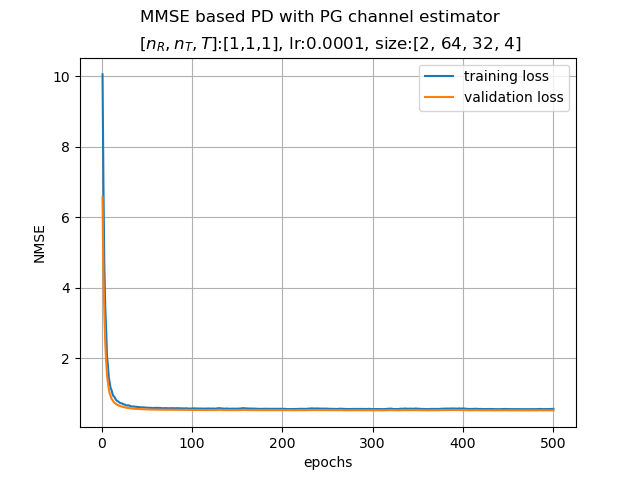 MMSE based PD with PG channel estimator
[n_R, n_T, T]:[1,1,1], lr:0.0001, size:[2, 64, 32, 4]
training loss
validation loss
10
8
6
4
2
NMSE
0 100 200 300 400 500
epochs